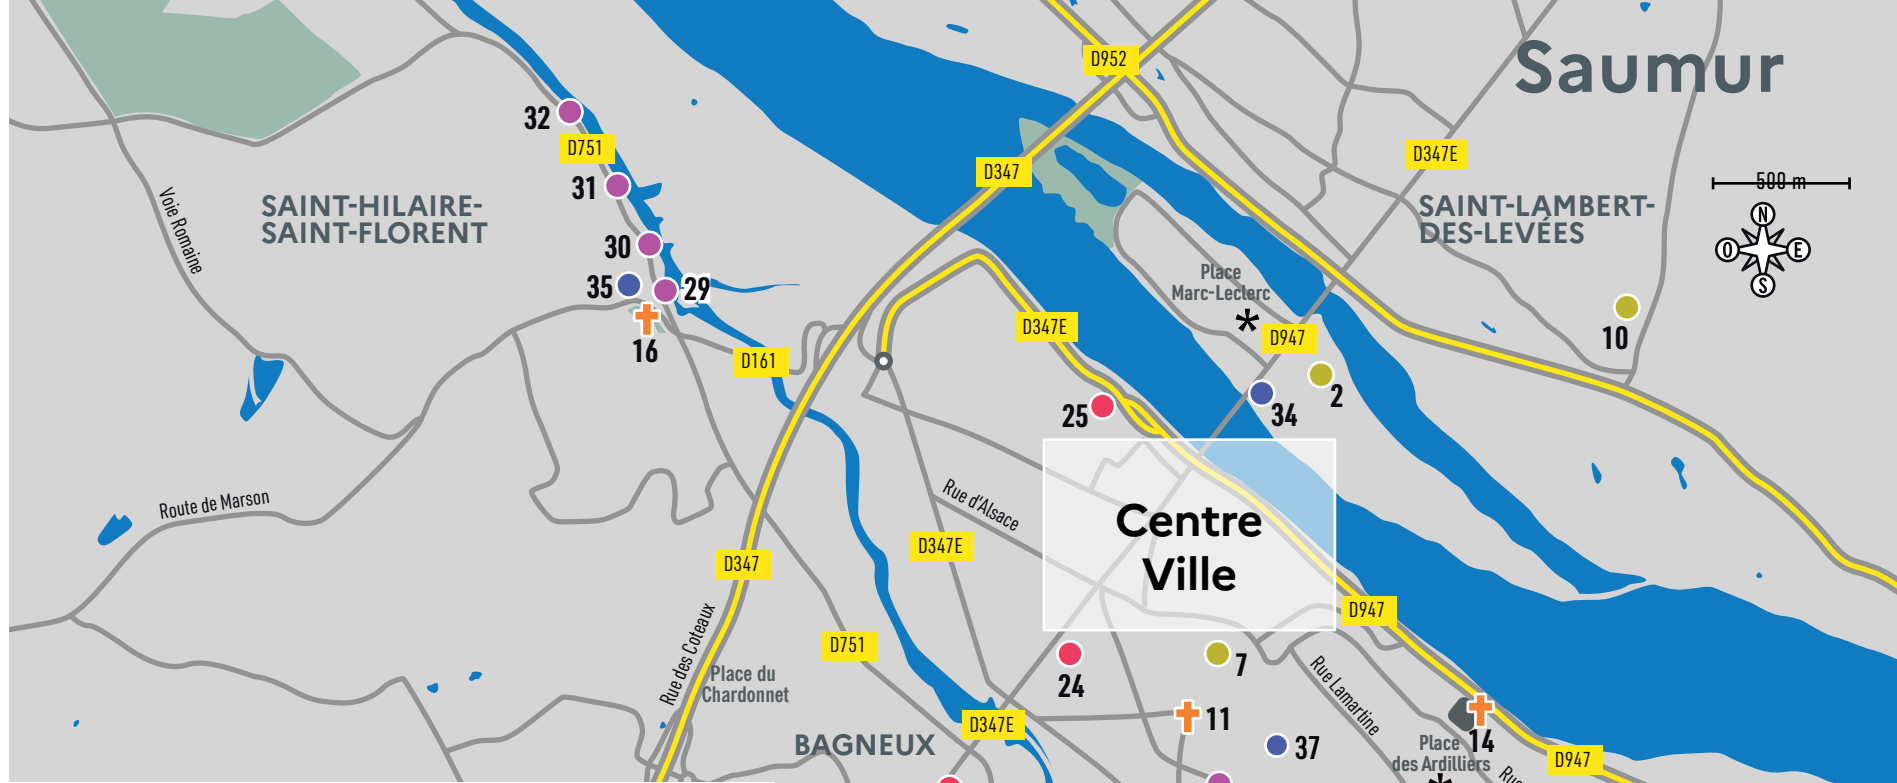 D952
Saumur
32
D751
D347E
D347
500 m
31
SAINT-HILAIRE-
SAINT-FLORENT
Voie Romaine
SAINT-LAMBERT-
DES-LEVÉES
N
O
E
S
30
35
29
Place
Marc-Leclerc
*
16
D161
D347E
D947
10
2
34
25
Route de Marson
Rue d'Alsace
Centre
Ville
D347
D347E
D947
D751
Rue des Coteaux
Place du
Chardonnet
24
7
Rue Lamartine
11
D347E
BAGNEUX
37
14
Place
des Ardilliers
*
D947
Rue